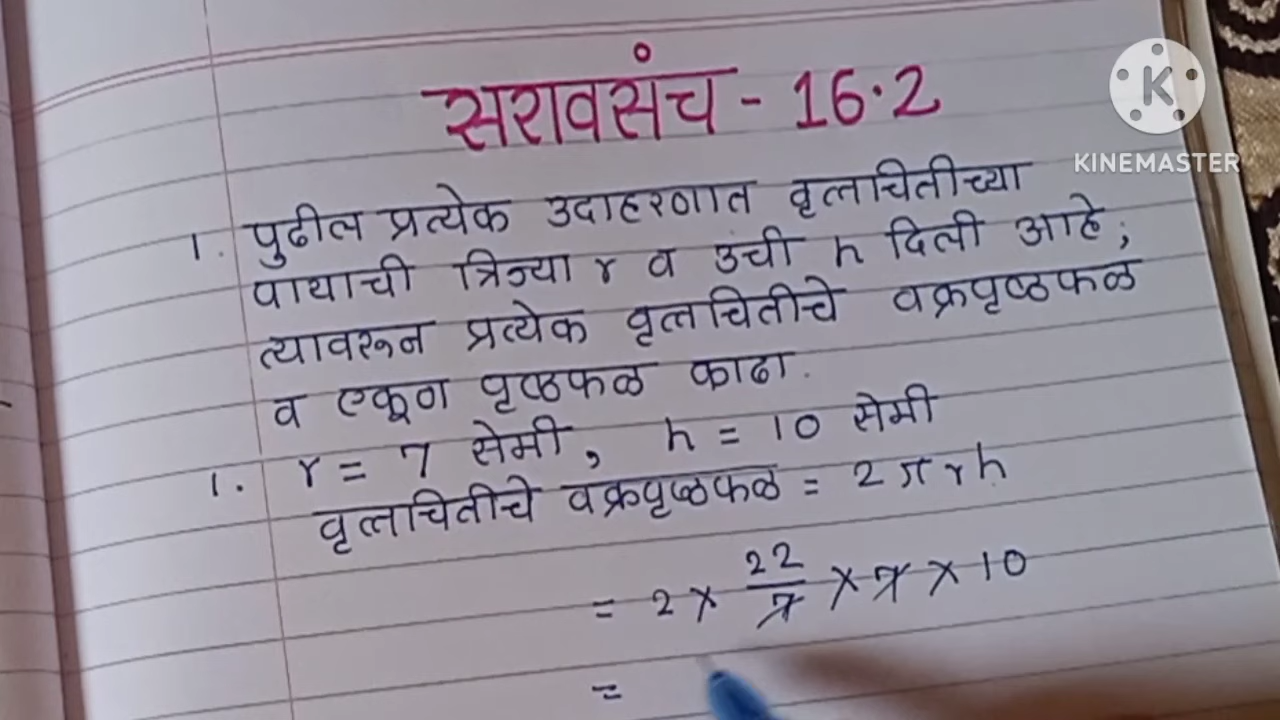 सरावसंच - 16.2
KINEMASTER
1. पुढील प्रत्येक उदाहरणात वृत्तचितीच्या
पायाची त्रिज्या r व उंची h दिली आहे;
त्यावरून प्रत्येक वृत्तचितीचे वक्रपृष्ठफळ
व एकूण पृष्ठफळ काढा.
1. r = 7 सेमी, h = 10 सेमी
वृत्तचितीचे वक्रपृष्ठफळ = 2πrh
= 2 × 22/7 × 7 × 10
=